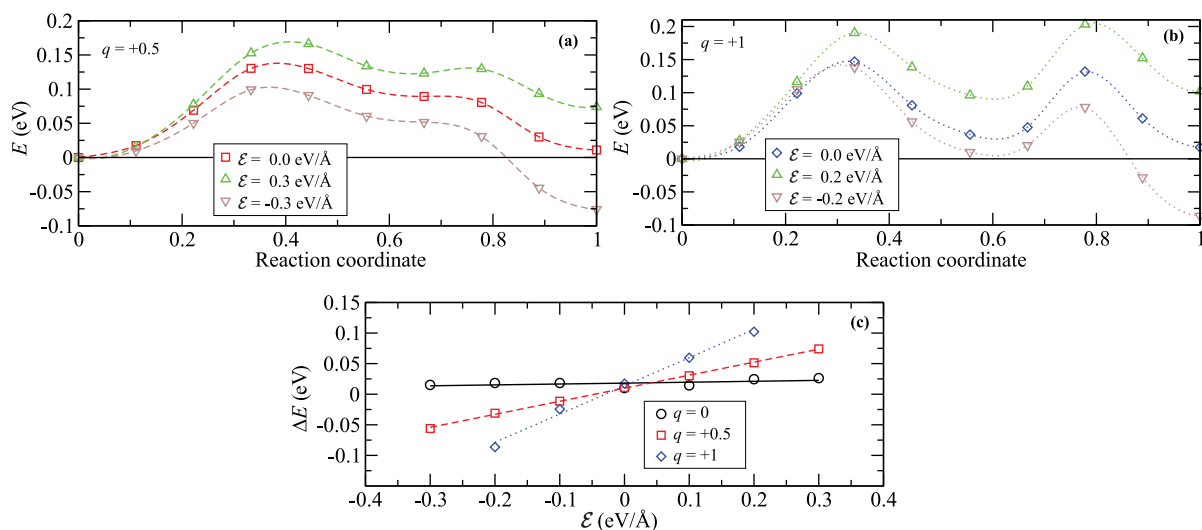 (a)
q = +0.5
E (eV)
0.2
0.15
0.1
0.05
0
-0.05
-0.1
ℰ = 0.0 eV/Å
ℰ = 0.3 eV/Å
ℰ = -0.3 eV/Å
0 0.2 0.4 0.6 0.8 1
Reaction coordinate
(b)
q = +1
E (eV)
0.2
0.15
0.1
0.05
0
-0.05
-0.1
ℰ = 0.0 eV/Å
ℰ = 0.2 eV/Å
ℰ = -0.2 eV/Å
0 0.2 0.4 0.6 0.8 1
Reaction coordinate
(c)
ΔE (eV)
0.15
0.1
0.05
0
-0.05
-0.1
q = 0
q = +0.5
q = +1
-0.4 -0.3 -0.2 -0.1 0 0.1 0.2 0.3 0.4
ℰ (eV/Å)